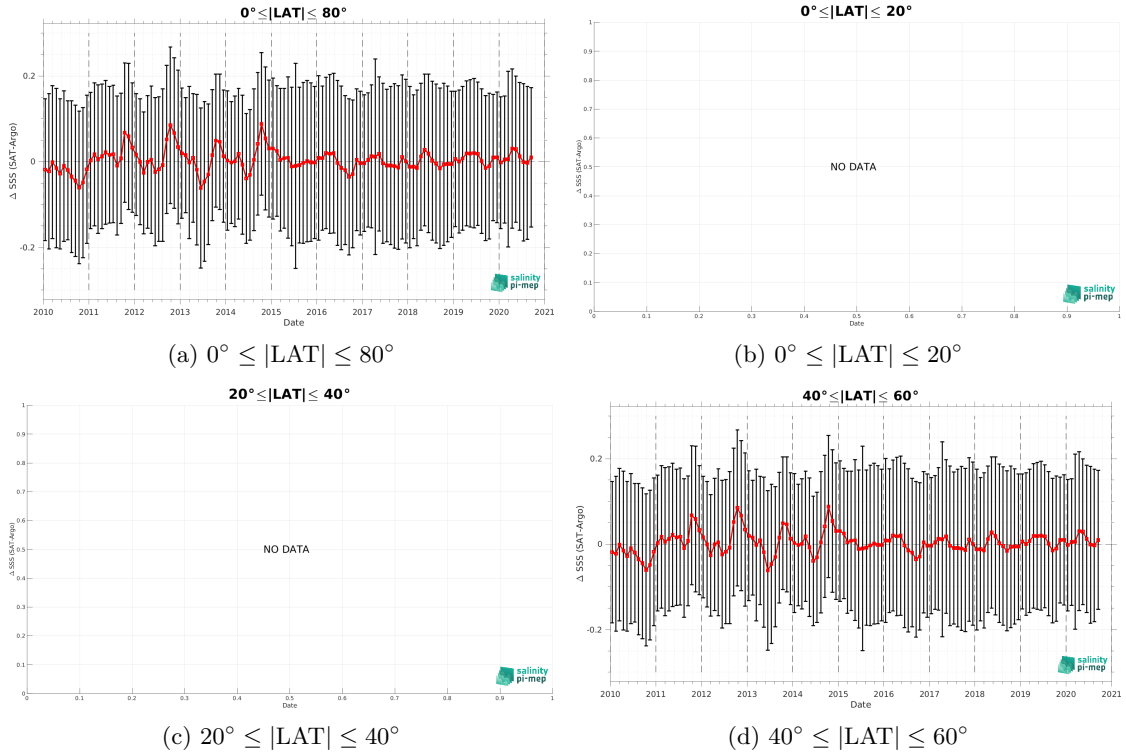 0°≤|LAT|≤ 80°
0.2
0
-0.2
Δ SSS (SAT-Argo)
2010 2011 2012 2013 2014 2015 2016 2017 2018 2019 2020 2021
Date
salinity
pi-mep
(a) 0° ≤ |LAT| ≤ 80°
0°≤|LAT|≤ 20°
1
0.9
0.8
0.7
0.6
0.5
0.4
0.3
0.2
0.1
0
Δ SSS (SAT-Argo)
NO DATA
0 0.1 0.2 0.3 0.4 0.5 0.6 0.7 0.8 0.9 1
Date
salinity
pi-mep
(b) 0° ≤ |LAT| ≤ 20°
20°≤|LAT|≤ 40°
1
0.9
0.8
0.7
0.6
0.5
0.4
0.3
0.2
0.1
0
Δ SSS (SAT-Argo)
NO DATA
0 0.1 0.2 0.3 0.4 0.5 0.6 0.7 0.8 0.9 1
Date
salinity
pi-mep
(c) 20° ≤ |LAT| ≤ 40°
40°≤|LAT|≤ 60°
0.2
0
-0.2
Δ SSS (SAT-Argo)
2010 2011 2012 2013 2014 2015 2016 2017 2018 2019 2020 2021
Date
salinity
pi-mep
(d) 40° ≤ |LAT| ≤ 60°